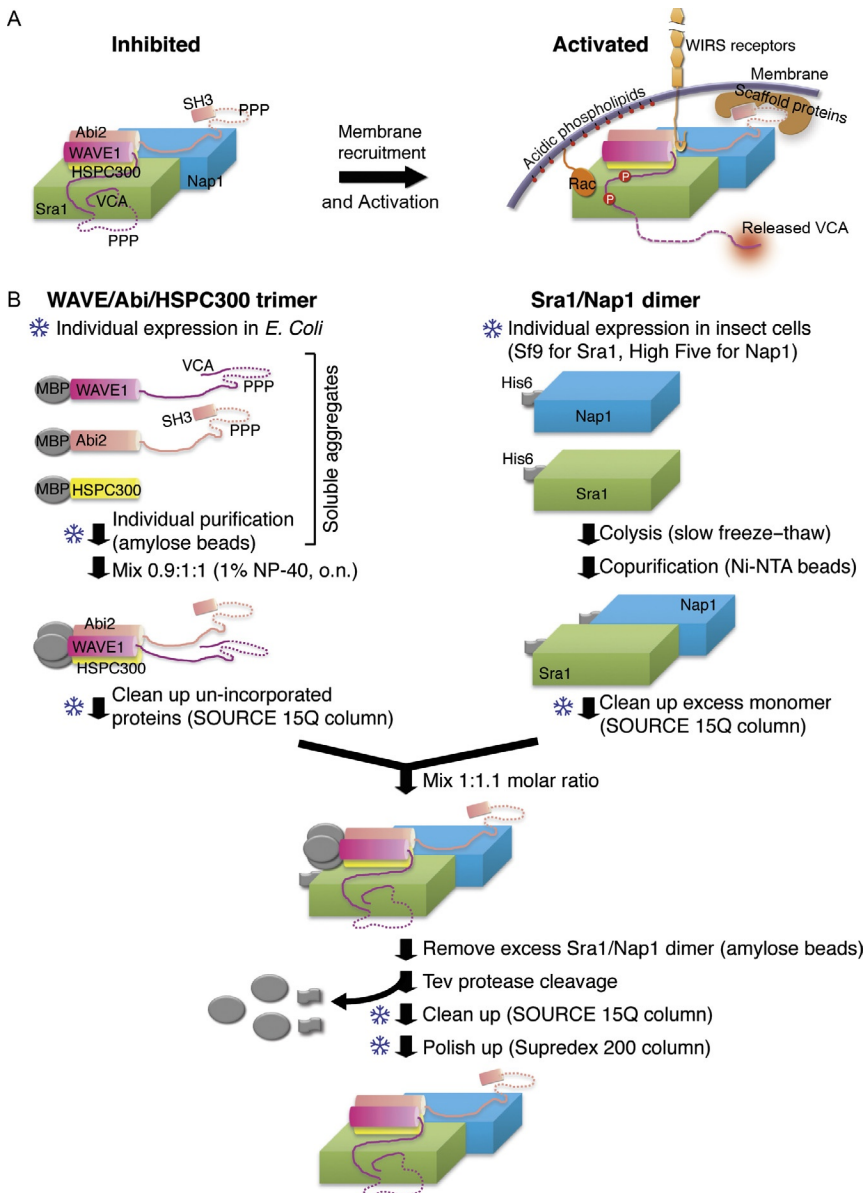 A
Inhibited
SH3
PPP
Abi2
WAVE1
HSPC300
Nap1
VCA
Sra1
PPP
Membrane
recruitment
and Activation
Activated
WIRS receptors
Membrane
Acidic phospholipids
Scaffold proteins
Rac
P
P
Released VCA
B
WAVE/Abi/HSPC300 trimer
Individual expression in E. Coli
VCA
MBP WAVE1
PPP
SH3
MBP Abi2
PPP
MBP HSPC300
Soluble aggregates
Individual purification
(amylose beads)
Mix 0.9:1:1 (1% NP-40, o.n.)
Abi2
WAVE1
HSPC300
Clean up un-incorporated
proteins (SOURCE 15Q column)
Sra1/Nap1 dimer
Individual expression in insect cells
(Sf9 for Sra1, High Five for Nap1)
His6
Nap1
His6
Sra1
Colysis (slow freeze–thaw)
Copurification (Ni-NTA beads)
Nap1
Sra1
Clean up excess monomer
(SOURCE 15Q column)
Mix 1:1.1 molar ratio
Remove excess Sra1/Nap1 dimer (amylose beads)
Tev protease cleavage
Clean up (SOURCE 15Q column)
Polish up (Supredex 200 column)